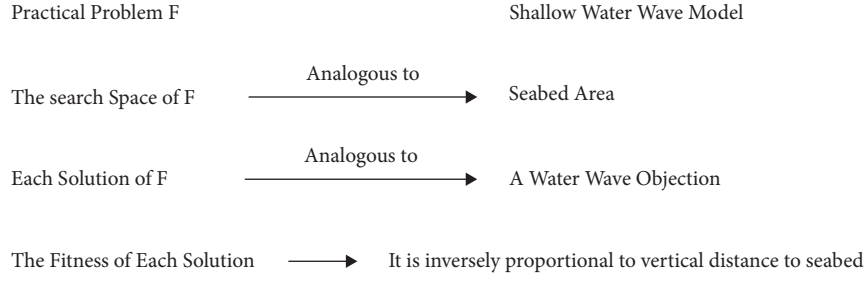 Practical Problem F Shallow Water Wave Model
Analogous to
The search Space of F Seabed Area
Analogous to
Each Solution of F A Water Wave Objection
The Fitness of Each Solution It is inversely proportional to vertical distance to seabed